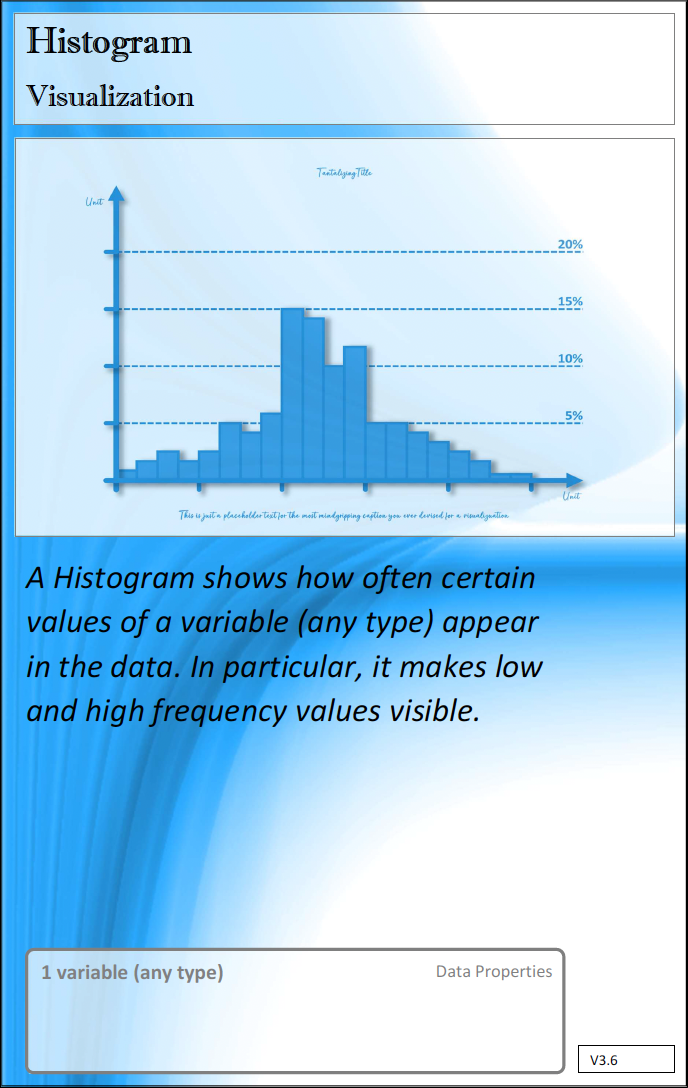 Histogram
Visualization
Tantalizing Title
Unit
20%
15%
10%
5%
Unit
This is just a placeholder text for the most mindgripping caption you ever devised for a visualization
A Histogram shows how often certain
values of a variable (any type) appear
in the data. In particular, it makes low
and high frequency values visible.
1 variable (any type)
Data Properties
V3.6